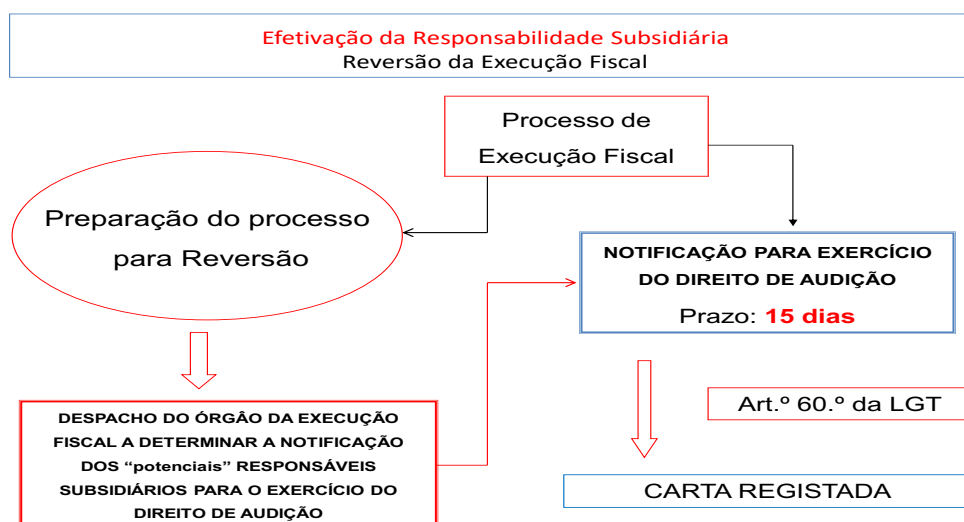 Efetivação da Responsabilidade Subsidiária
Reversão da Execução Fiscal
Processo de
Execução Fiscal
Preparação do processo
para Reversão
NOTIFICAÇÃO PARA EXERCÍCIO
DO DIREITO DE AUDIÇÃO
Prazo: 15 dias
DESPACHO DO ÓRGÂO DA EXECUÇÃO
FISCAL A DETERMINAR A NOTIFICAÇÃO
DOS “potenciais” RESPONSÁVEIS
SUBSIDIÁRIOS PARA O EXERCÍCIO DO
DIREITO DE AUDIÇÃO
Art.º 60.º da LGT
CARTA REGISTADA